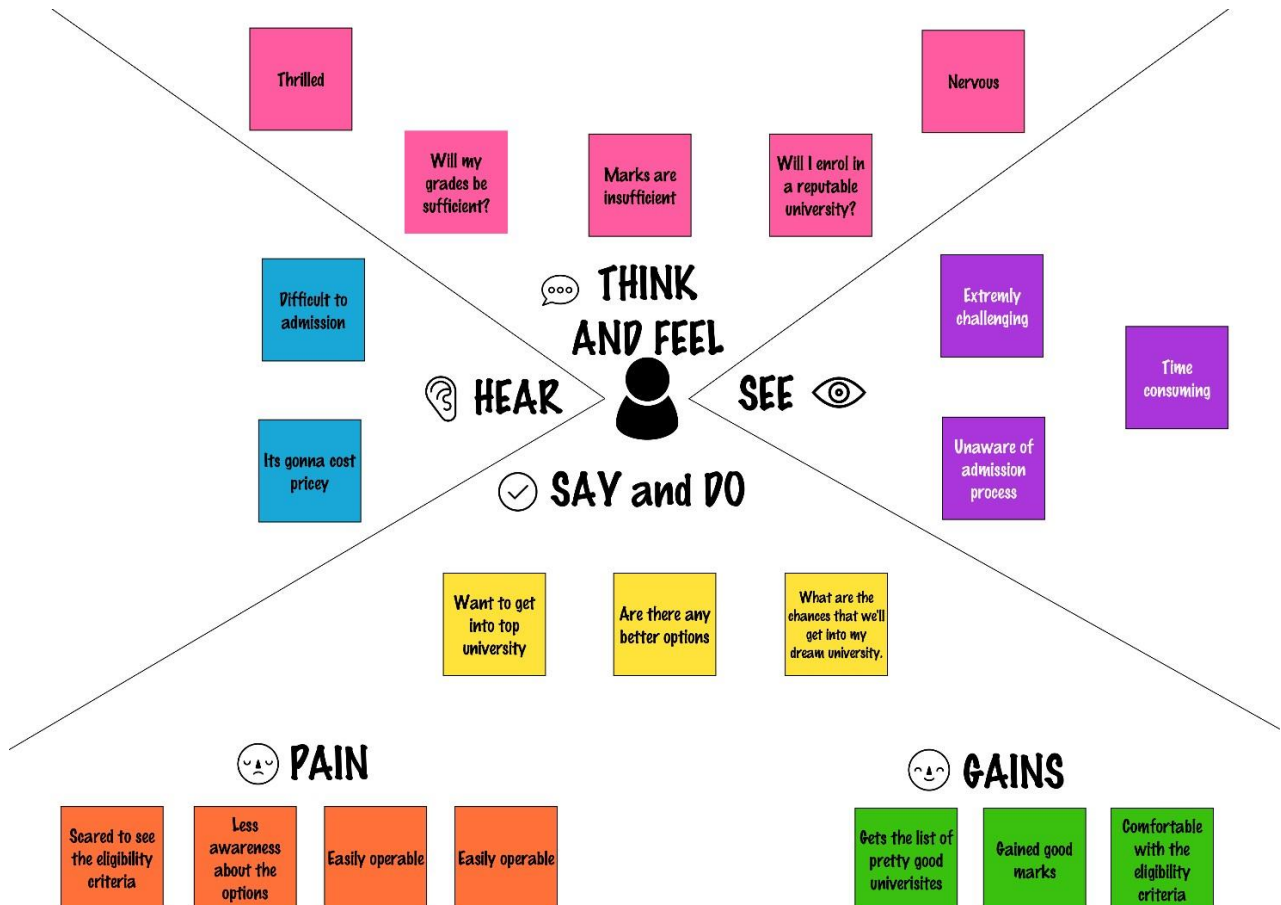 Thrilled
Nervous
Will my
grades be
sufficient?
Marks are
insufficient
Will I enrol in
a reputable
university?
THINK
AND FEEL
Difficult to
admission
Its gonna cost
pricey
HEAR
SEE
Extremly
challenging
Time
consuming
Unaware of
admission
process
SAY and DO
Want to get
into top
university
Are there any
better options
What are the
chances that we'll
get into my
dream university.
PAIN
Scared to see
the eligibility
criteria
Less
awareness
about the
options
Easily operable
Easily operable
GAINS
Gets the list of
pretty good
univerisites
Gained good
marks
Comfortable
with the
eligibility
criteria